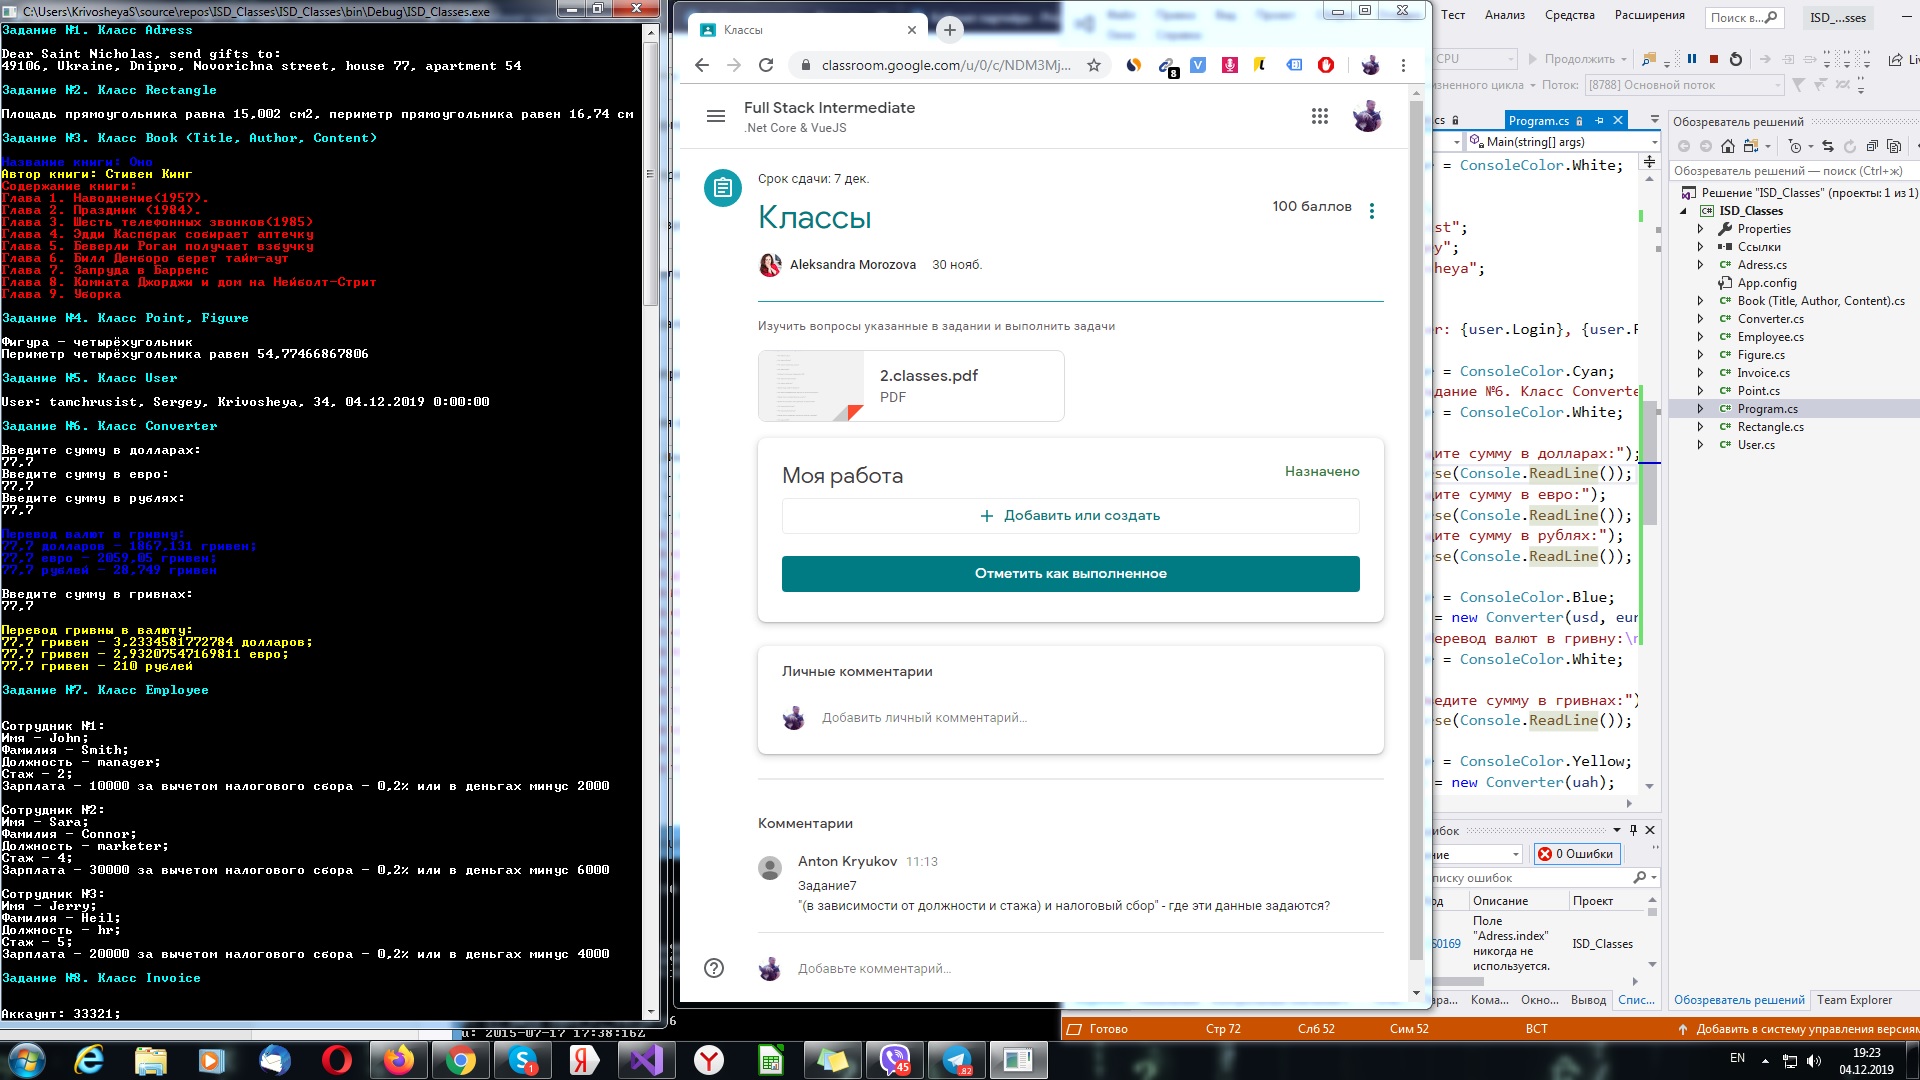 C:\Users\KrivosheyaS\source\repos\ISD_Classes\ISD_Classes\bin\Debug\ISD_Classes.exe
Задание №1. Класс Adress
Dear Saint Nicholas, send gifts to:
49106, Ukraine, Dnipro, Novorichna street, house 77, apartment 54
Задание №2. Класс Rectangle
Площадь прямоугольника равна 15,002 см2, периметр прямоугольника равен 16,74 см
Задание №3. Класс Book (Title, Author, Content)
Название книги: Оно
Автор книги: Стивен Кинг
Содержание книги:
Глава 1. Наводнение(1957).
Глава 2. Праздник (1984).
Глава 3. Шесть телефонных звонков(1985)
Глава 4. Эдди Каспбрак собирает аптечку
Глава 5. Беверли Роган получает взбучку
Глава 6. Билл Денборо берет тайм-аут
Глава 7. Запруда в Барренс
Глава 8. Комната Джорджи и дом на Нейболт-Стрит
Глава 9. Уборка
Задание №4. Класс Point, Figure
Фигура - четырёхугольник
Периметр четырёхугольника равен 54,77466867806
Задание №5. Класс User
User: tamchrusist, Sergey, Krivosheya, 34, 04.12.2019 0:00:00
Задание №6. Класс Converter
Введите сумму в долларах:
77,7
Введите сумму в евро:
77,7
Введите сумму в рублях:
77,7
Перевод валют в гривну:
77,7 долларов - 1867,131 гривен;
77,7 евро - 2059,05 гривен;
77,7 рублей - 28,749 гривен
Введите сумму в гривнах:
77,7
Перевод гривны в валюту:
77,7 гривен - 3,2334581772784 долларов;
77,7 гривен - 2,93207547169811 евро;
77,7 гривен - 210 рублей
Задание №7. Класс Employee
Сотрудник №1:
Имя - John;
Фамилия - Smith;
Должность - manager;
Стаж - 2;
Зарплата - 10000 за вычетом налогового сбора - 0,2% или в деньгах минус 2000
Сотрудник №2:
Имя - Sara;
Фамилия - Connor;
Должность - marketer;
Стаж - 4;
Зарплата - 30000 за вычетом налогового сбора - 0,2% или в деньгах минус 6000
Сотрудник №3:
Имя - Jerry;
Фамилия - Heil;
Должность - hr;
Стаж - 5;
Зарплата - 20000 за вычетом налогового сбора - 0,2% или в деньгах минус 4000
Задание №8. Класс Invoice
Аккаунт: 33321;
2015-07-17 17:38:16Z
Классы
classroom.google.com/u/0/c/NDM3Mj...
8
Full Stack Intermediate
.Net Core & VueJS
Срок сдачи: 7 дек.
Классы
100 баллов
Aleksandra Morozova 30 нояб.
Изучить вопросы указанные в задании и выполнить задачи
2.classes.pdf
PDF
Моя работа
Назначено
+ Добавить или создать
Отметить как выполненное
Личные комментарии
Добавить личный комментарий...
Комментарии
Anton Kryukov 11:13
Задание7
"(в зависимости от должности и стажа) и налоговый сбор" - где эти данные задаются?
Добавьте комментарий...
Тест Анализ Средства Расширения
Поиск в...
ISD_...sses
CPU
Продолжить
Li
зненного цикла
Поток: [8788] Основной поток
cs
Program.cs
Main(string[] args)
= ConsoleColor.White;
st";
y";
heya";
r: {user.Login}, {user.F
= ConsoleColor.Cyan;
дание №6. Класс Converte
= ConsoleColor.White;
ите сумму в долларах:");
se(Console.ReadLine());
ите сумму в евро:");
se(Console.ReadLine());
ите сумму в рублях:");
se(Console.ReadLine());
= ConsoleColor.Blue;
= new Converter(usd, eur
еревод валют в гривну:\n
= ConsoleColor.White;
едите сумму в гривнах:")
se(Console.ReadLine());
= ConsoleColor.Yellow;
= new Converter(uah);
Обозреватель решений
Обозреватель решений — поиск (Ctrl+ж)
Решение "ISD_Classes" (проекты: 1 из 1)
ISD_Classes
Properties
Ссылки
Adress.cs
App.config
Book (Title, Author, Content).cs
Converter.cs
Employee.cs
Figure.cs
Invoice.cs
Point.cs
Program.cs
Rectangle.cs
User.cs
ибок
ние
0 Ошибки
писку ошибок
од Описание Проект
S0169
Поле
"Adress.index"
никогда не
используется.
ISD_Classes
ара... Кома... Окно... Вывод Спис...
Обозреватель решений Team Explorer
Готово Стр 72 Слб 52 Сим 52 ВСТ
Добавить в систему управления версиям
1
45
82
EN
19:23
04.12.2019